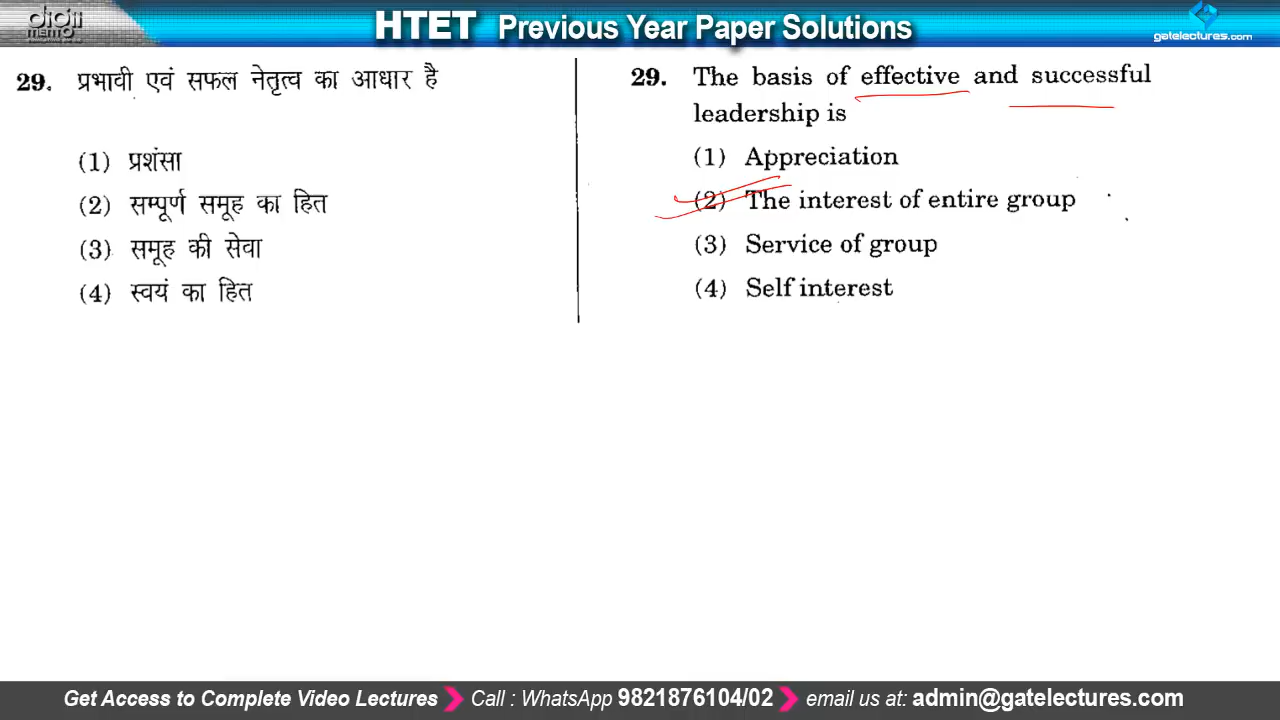 digii
MENTO
HTET Previous Year Paper Solutions
gatelectures.com
29. प्रभावी एवं सफल नेतृत्व का आधार है
(1) प्रशंसा
(2) सम्पूर्ण समूह का हित
(3) समूह की सेवा
(4) स्वयं का हित
29. The basis of effective and successful
leadership is
(1) Appreciation
(2) The interest of entire group
(3) Service of group
(4) Self interest
Get Access to Complete Video Lectures Call : WhatsApp 9821876104/02 email us at: admin@gatelectures.com